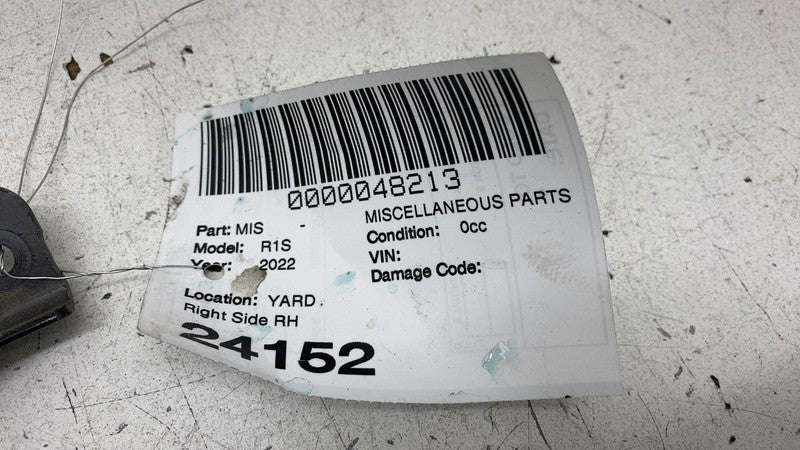 0000048213
Part: MIS - MISCELLANEOUS PARTS
Model: R1S Condition: 0cc
Year: 2022 VIN:
Damage Code:
Location: YARD
Right Side RH
24152